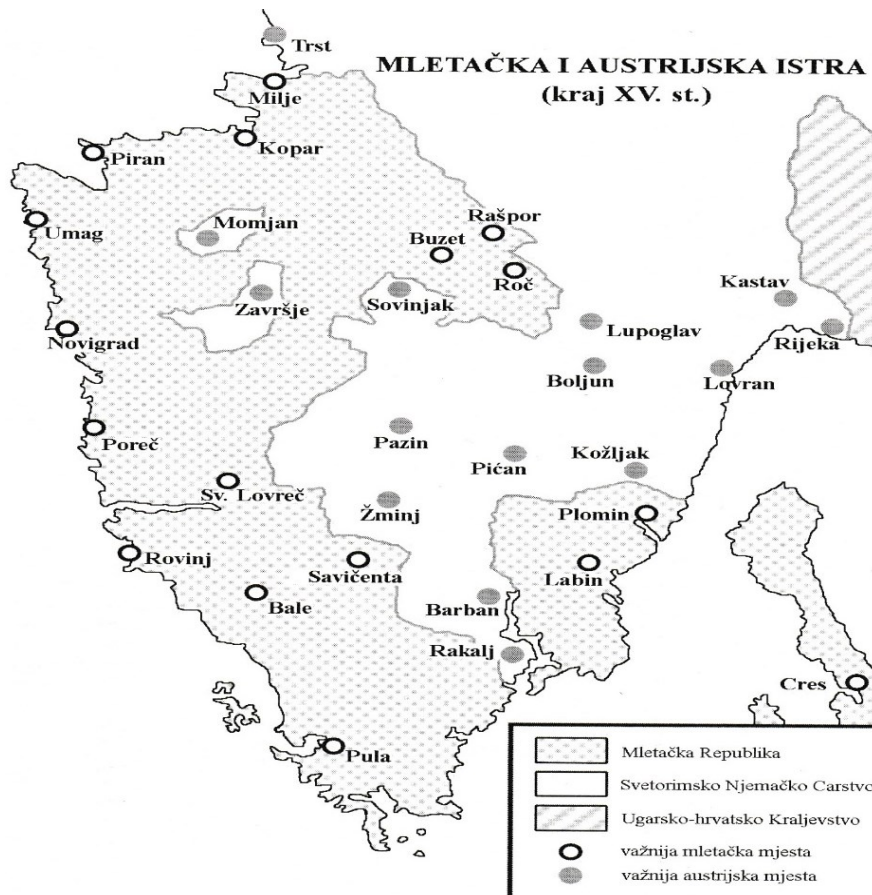 Trst
MLETAČKA I AUSTRIJSKA ISTRA
(kraj XV. st.)
Milje
Kopar
Piran
Umag
Momjan
Rašpor
Buzet
Roč
Kastav
Završje
Sovinjak
Novigrad
Lupoglav
Rijeka
Boljun
Lovran
Poreč
Pazin
Pićan
Kožljak
Sv. Lovreč
Žminj
Plomin
Rovinj
Savičenta
Labin
Bale
Barban
Rakalj
Cres
Pula
Mletačka Republika
Svetorimsko Njemačko Carstvo
Ugarsko-hrvatsko Kraljevstvo
važnija mletačka mjesta
važnija austrijska mjesta